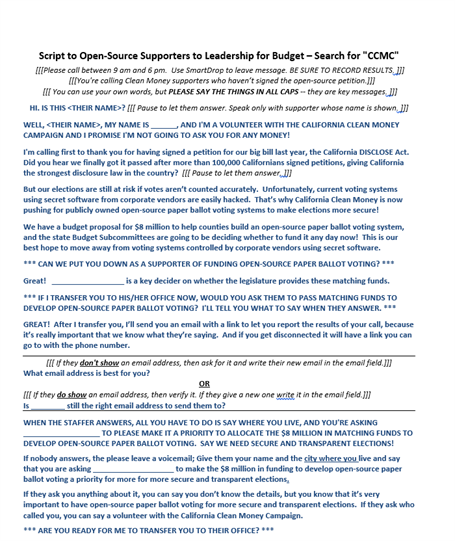 Script to Open-Source Supporters to Leadership for Budget – Search for "CCMC"
[[[Please call between 9 am and 6 pm.  Use SmartDrop to leave message. BE SURE TO RECORD RESULTS. ]]]
[[[You're calling Clean Money supporters who haven't signed the open-source petition.]]]
[[[ You can use your own words, but PLEASE SAY THE THINGS IN ALL CAPS -- they are key messages.]]]
HI. IS THIS <THEIR NAME>? [[[ Pause to let them answer. Speak only with supporter whose name is shown. ]]]
WELL, <THEIR NAME>, MY NAME IS ______, AND I'M A VOLUNTEER WITH THE CALIFORNIA CLEAN MONEY
CAMPAIGN AND I PROMISE I'M NOT GOING TO ASK YOU FOR ANY MONEY!
I'm calling first to thank you for having signed a petition for our big bill last year, the California DISCLOSE Act.
Did you hear we finally got it passed after more than 100,000 Californians signed petitions, giving California
the strongest disclosure law in the country?  [[[ Pause to let them answer. ]]]
But our elections are still at risk if votes aren't counted accurately.  Unfortunately, current voting systems
using secret software from corporate vendors are easily hacked.  That's why California Clean Money is now
pushing for publicly owned open-source paper ballot voting systems to make elections more secure!
We have a budget proposal for $8 million to help counties build an open-source paper ballot voting system,
and the state Budget Subcommittees are going to be deciding whether to fund it any day now!  This is our
best hope to move away from voting systems controlled by corporate vendors using secret software.
*** CAN WE PUT YOU DOWN AS A SUPPORTER OF FUNDING OPEN-SOURCE PAPER BALLOT VOTING? ***
Great!  __________________ is a key decider on whether the legislature provides these matching funds.
*** IF I TRANSFER YOU TO HIS/HER OFFICE NOW, WOULD YOU ASK THEM TO PASS MATCHING FUNDS TO
DEVELOP OPEN-SOURCE PAPER BALLOT VOTING?  I'LL TELL YOU WHAT TO SAY WHEN THEY ANSWER. ***
GREAT!  After I transfer you, I'll send you an email with a link to let you report the results of your call, because
it's really important that we know what they're saying.  And if you get disconnected it will have a link you can
go to with the phone number.
[[[ If they don't show an email address, then ask for it and write their new email in the email field.]]]
What email address is best for you?
OR
[[[ If they do show an email address, then verify it. If they give a new one write it in the email field.]]]
Is ________ still the right email address to send them to?
WHEN THE STAFFER ANSWERS, ALL YOU HAVE TO DO IS SAY WHERE YOU LIVE, AND YOU'RE ASKING
__________________ TO PLEASE MAKE IT A PRIORITY TO ALLOCATE THE $8 MILLION IN MATCHING FUNDS TO
DEVELOP OPEN-SOURCE PAPER BALLOT VOTING.  SAY WE NEED SECURE AND TRANSPARENT ELECTIONS!
If nobody answers, the please leave a voicemail; Give them your name and the city where you live and say
that you are asking ___________________ to make the $8 million in funding to develop open-source paper
ballot voting a priority for more for more secure and transparent elections.
If they ask you anything about it, you can say you don't know the details, but you know that it's very
important to have open-source paper ballot voting for more secure and transparent elections.  If they ask who
called you, you can say a volunteer with the California Clean Money Campaign.
*** ARE YOU READY FOR ME TO TRANSFER YOU TO THEIR OFFICE? ***